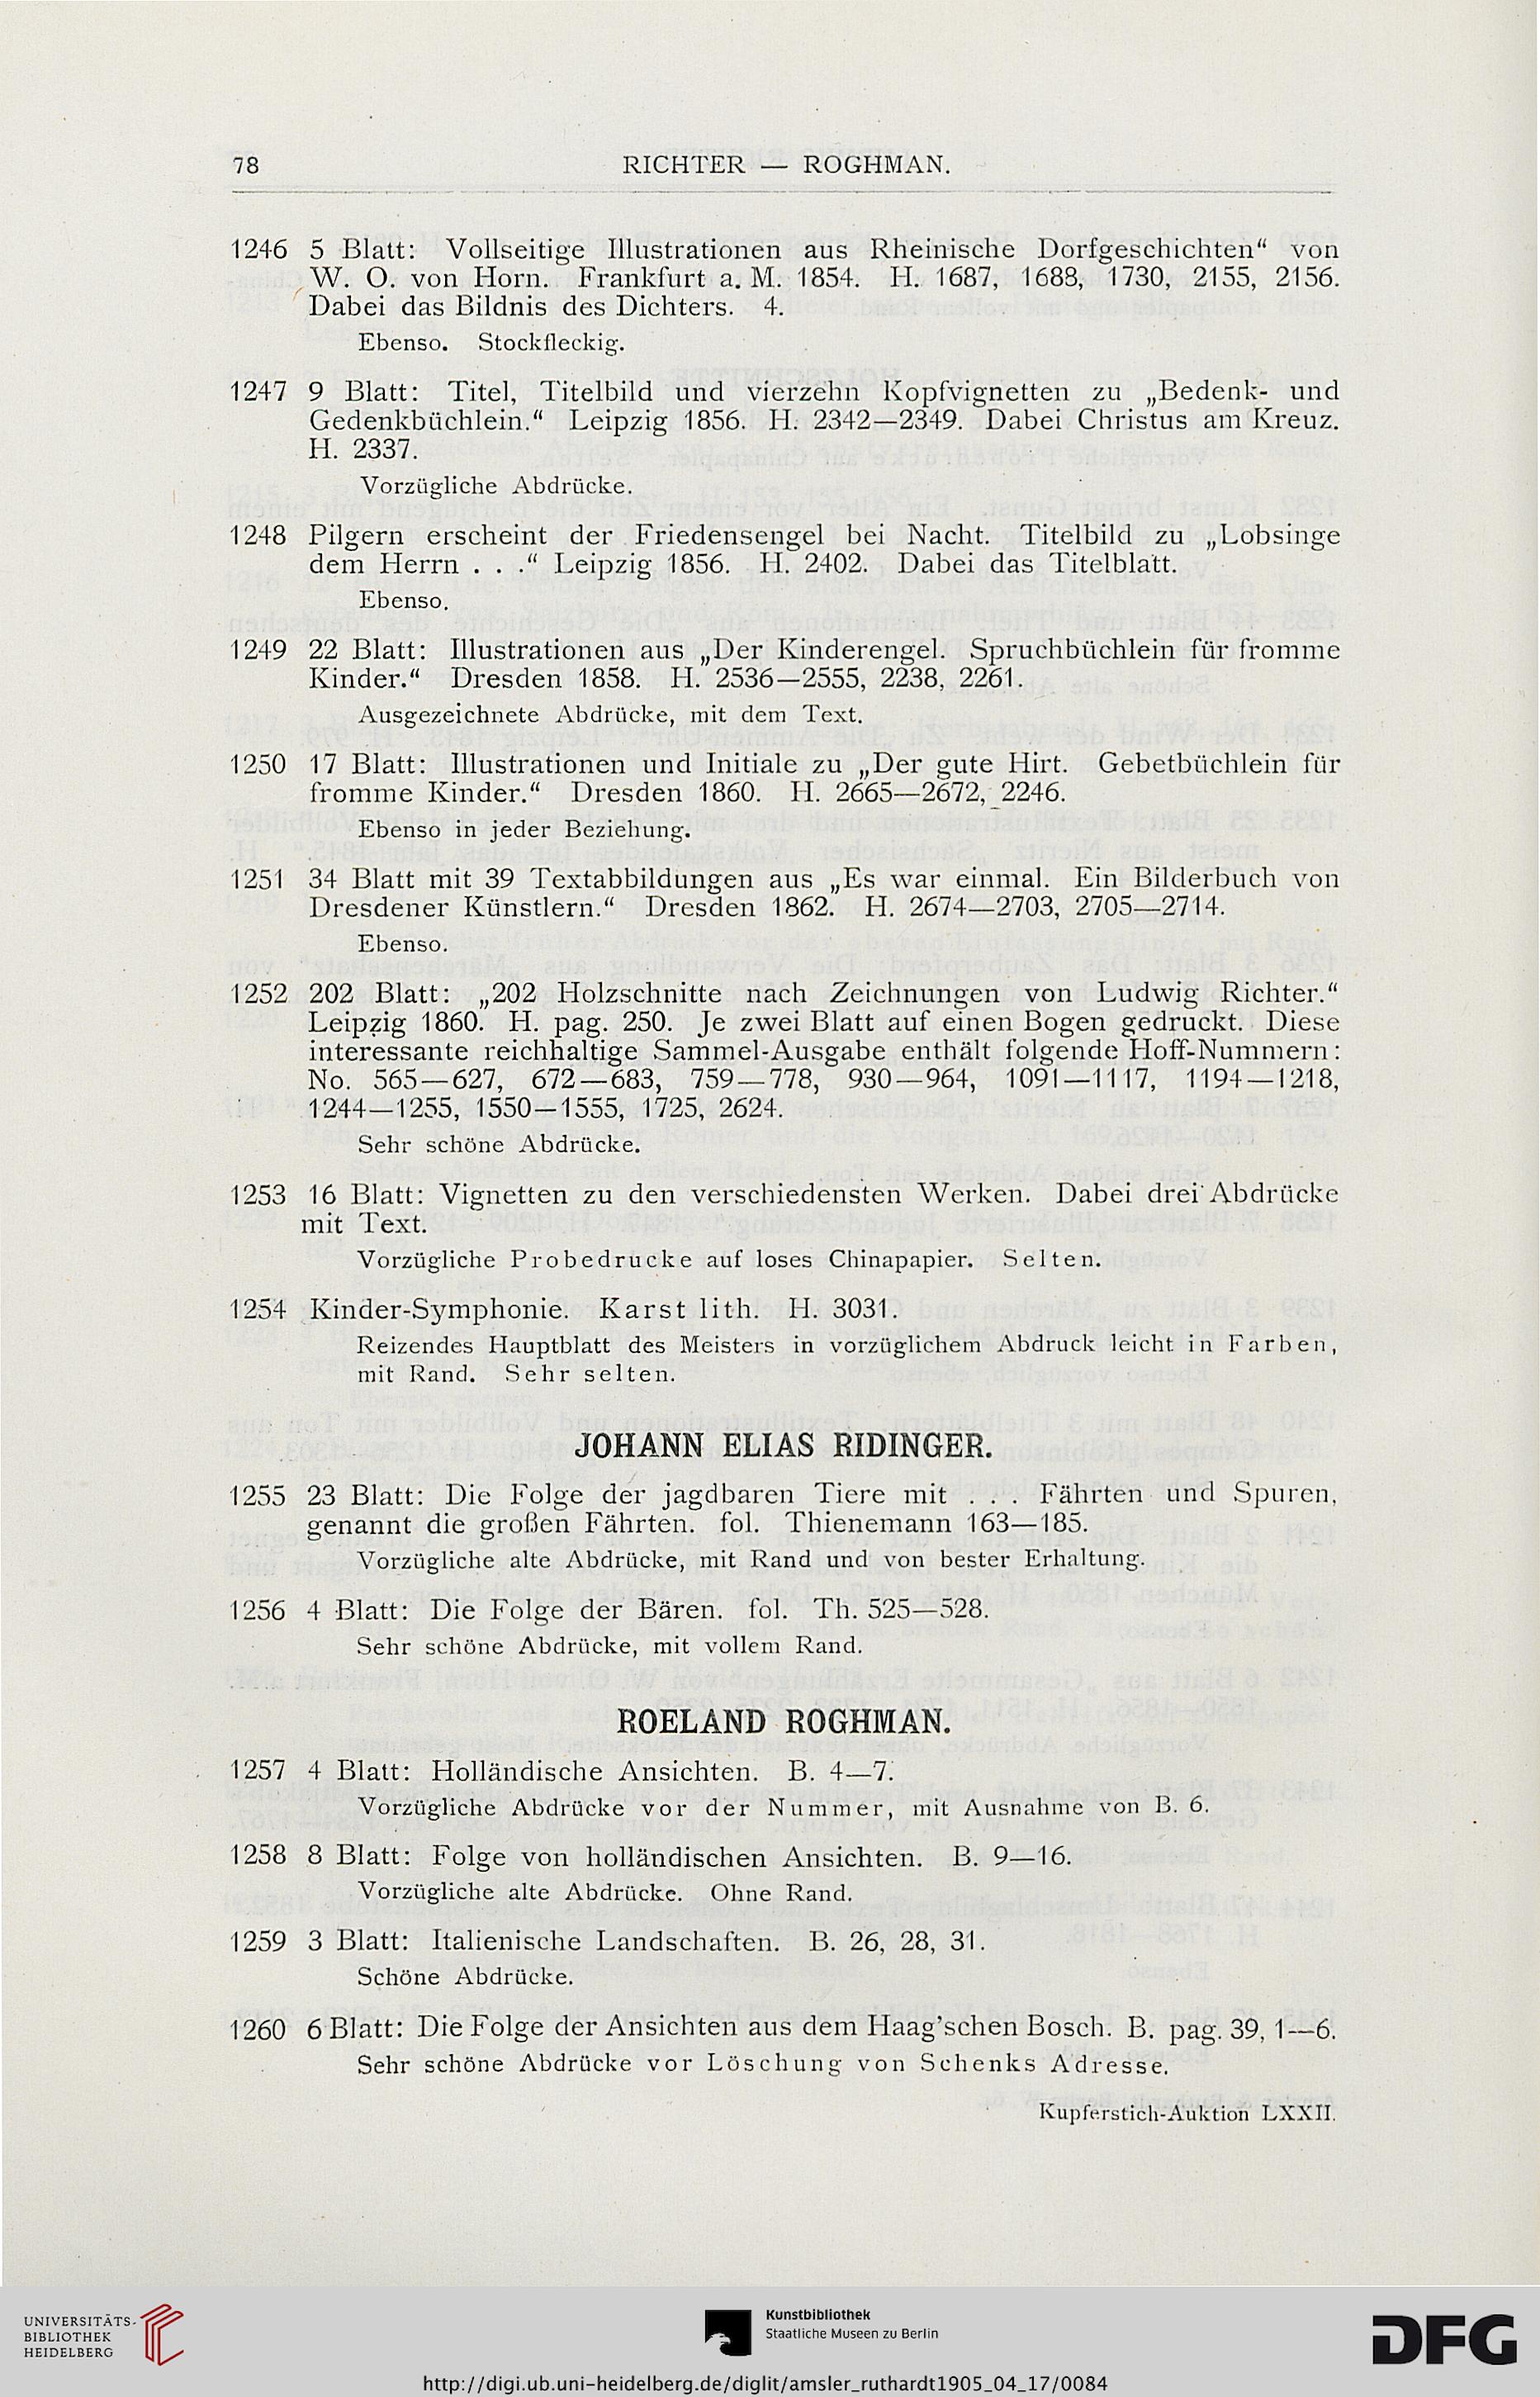 78 RICHTER — ROGHMAN.
1246 5 Blatt: Vollseitige Illustrationen aus Rheinische Dorfgeschichten“ von
W. O. von Horn. Frankfurt a. M. 1854. H. 1687, 1688, 1730, 2155, 2156.
Dabei das Bildnis des Dichters. 4.
Ebenso. Stockfleckig.
1247 9 Blatt: Titel, Titelbild und vierzehn Kopfvignetten zu „Bedenk- und
Gedenkbüchlein.“ Leipzig 1856. H. 2342—2349. Dabei Christus am Kreuz.
H. 2337.
Vorzügliche Abdrücke.
1248 Pilgern erscheint der Friedensengel bei Nacht. Titelbild zu „Lobsinge
dem Herrn . . .“ Leipzig 1856. H. 2402. Dabei das Titelblatt.
Ebenso.
1249 22 Blatt: Illustrationen aus „Der Kinderengel. Spruchbüchlein für fromme
Kinder.“ Dresden 1858. H. 2536—2555, 2238, 2261.
Ausgezeichnete Abdrücke, mit dem Text.
1250 17 Blatt: Illustrationen und Initiale zu „Der gute Hirt. Gebetbüchlein für
fromme Kinder.“ Dresden 1860. H. 2665—2672, 2246.
Ebenso in jeder Beziehung.
1251 34 Blatt mit 39 Textabbildungen aus „Es war einmal. Ein Bilderbuch von
Dresdener Künstlern.“ Dresden 1862. H. 2674—2703, 2705—2714.
Ebenso.
1252 202 Blatt: „202 Holzschnitte nach Zeichnungen von Ludwig Richter.“
Leipzig 1860. H. pag. 250. Je zwei Blatt auf einen Bogen gedruckt. Diese
interessante reichhaltige Sammel-Ausgabe enthält folgende Hoff-Nummern:
No. 565—627, 672—683, 759—778, 930—964, 1091—1117, 1194—1218,
1244—1255, 1550—1555, 1725, 2624.
Sehr schöne Abdrücke.
1253 16 Blatt: Vignetten zu den verschiedensten Werken. Dabei drei Abdrücke
mit Text.
Vorzügliche Probedrucke auf loses Chinapapier. Selten.
1254 Kinder-Symphonie. Karst lith. H. 3031.
Reizendes Hauptblatt des Meisters in vorzüglichem Abdruck leicht in Farben,
mit Rand. Sehr selten.
JOHANN ELIAS RIDINGER.
1255 23 Blatt: Die Folge der jagdbaren Tiere mit . . . Fährten und Spuren,
genannt die großen Fährten. fol. Thienemann 163—185.
Vorzügliche alte Abdrücke, mit Rand und von bester Erhaltung.
1256 4 Blatt: Die Folge der Bären. fol. Th. 525—528.
Sehr schöne Abdrücke, mit vollem Rand.
ROELAND ROGHMAN.
1257 4 Blatt: Holländische Ansichten. B. 4—7.
Vorzügliche Abdrücke vor der Nummer, mit Ausnahme von B. 6.
1258 8 Blatt: Folge von holländischen Ansichten. B. 9—16.
Vorzügliche alte Abdrücke. Ohne Rand.
1259 3 Blatt: Italienische Landschaften. B. 26, 28, 31.
Schöne Abdrücke.
1260 6 Blatt: Die Folge der Ansichten aus dem Haag’schen Bosch. B. pag. 39, 1—6.
Sehr schöne Abdrücke vor Löschung von Schenks Adresse.
Kupferstich-Auktion LXXII.
UNIVERSITÄTS-
BIBLIOTHEK
HEIDELBERG
Kunstbibliothek
Staatliche Museen zu Berlin
DFG
http://digi.ub.uni-heidelberg.de/diglit/amsler_ruthardt1905_04_17/0084